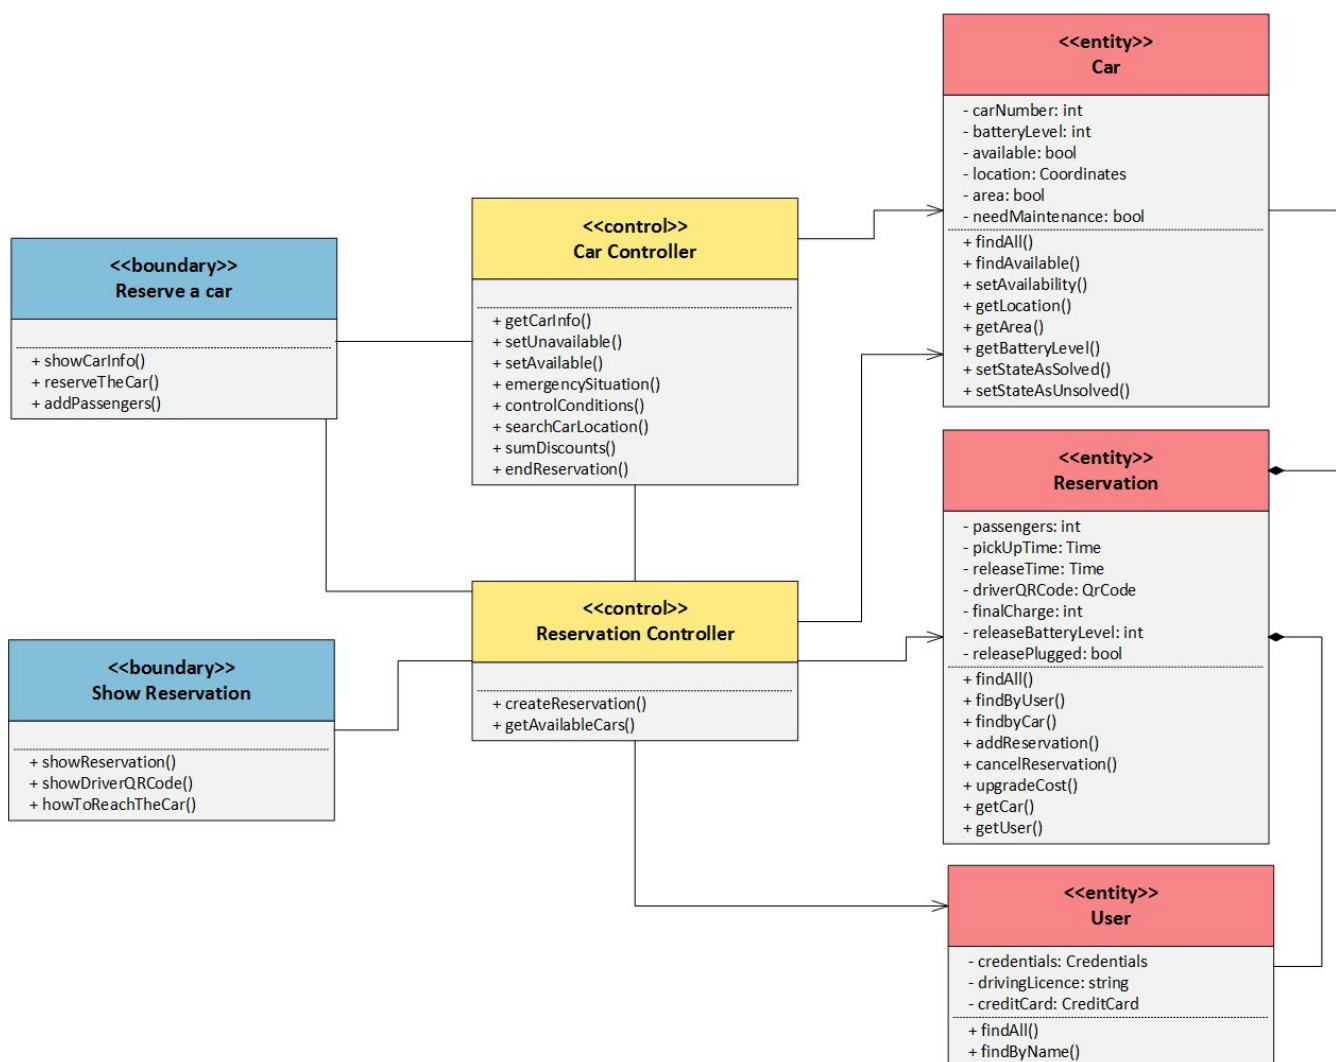 <<entity>>
Car
- carNumber: int
- batteryLevel: int
- available: bool
- location: Coordinates
- area: bool
- needMaintenance: bool
+ findAll()
+ findAvailable()
+ setAvailability()
+ getLocation()
+ getArea()
+ getBatteryLevel()
+ setStateAsSolved()
+ setStateAsUnsolved()
<<control>>
Car Controller
+ getCarInfo()
+ setUnavailable()
+ setAvailable()
+ emergencySituation()
+ controlConditions()
+ searchCarLocation()
+ sumDiscounts()
+ endReservation()
<<boundary>>
Reserve a car
+ showCarInfo()
+ reserveTheCar()
+ addPassengers()
<<entity>>
Reservation
- passengers: int
- pickUpTime: Time
- releaseTime: Time
- driverQRCode: QrCode
- finalCharge: int
- releaseBatteryLevel: int
- releasePlugged: bool
+ findAll()
+ findByUser()
+ findbyCar()
+ addReservation()
+ cancelReservation()
+ upgradeCost()
+ getCar()
+ getUser()
<<control>>
Reservation Controller
+ createReservation()
+ getAvailableCars()
<<boundary>>
Show Reservation
+ showReservation()
+ showDriverQRCode()
+ howToReachTheCar()
<<entity>>
User
- credentials: Credentials
- drivingLicence: string
- creditCard: CreditCard
+ findAll()
+ findByName()